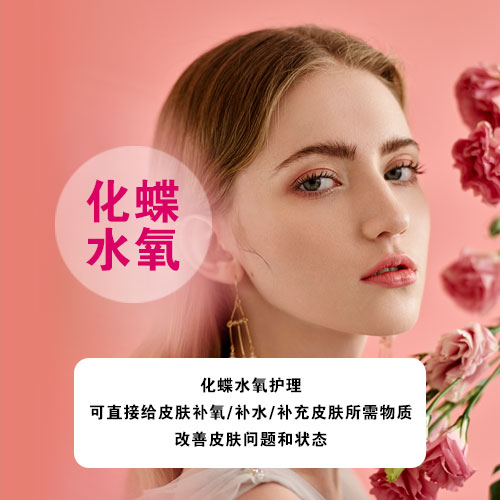 化蝶
水氧
化蝶水氧护理
可直接给皮肤补氧/补水/补充皮肤所需物质
改善皮肤问题和状态